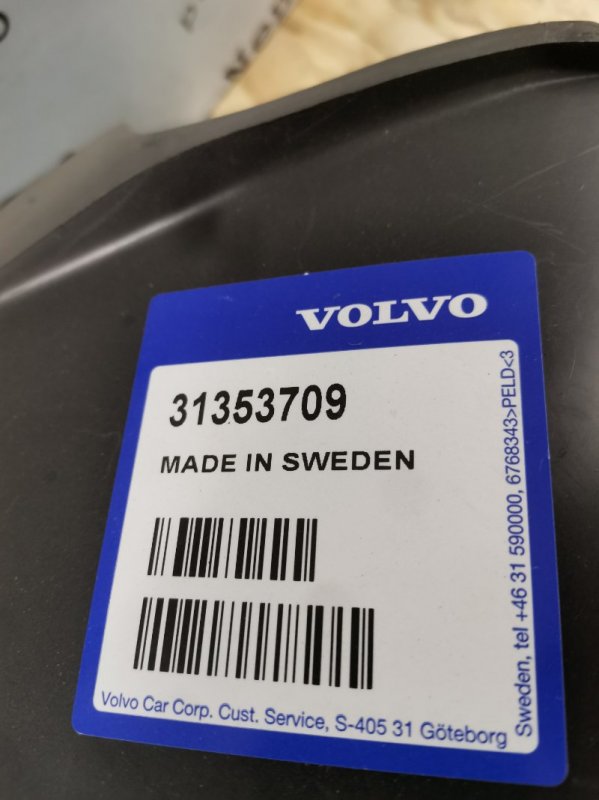 VOLVO
31353709
MADE IN SWEDEN
Volvo Car Corp. Cust. Service, S-405 31 Göteborg
Sweden, tel +46 31 590000, 6768343>PELD<3